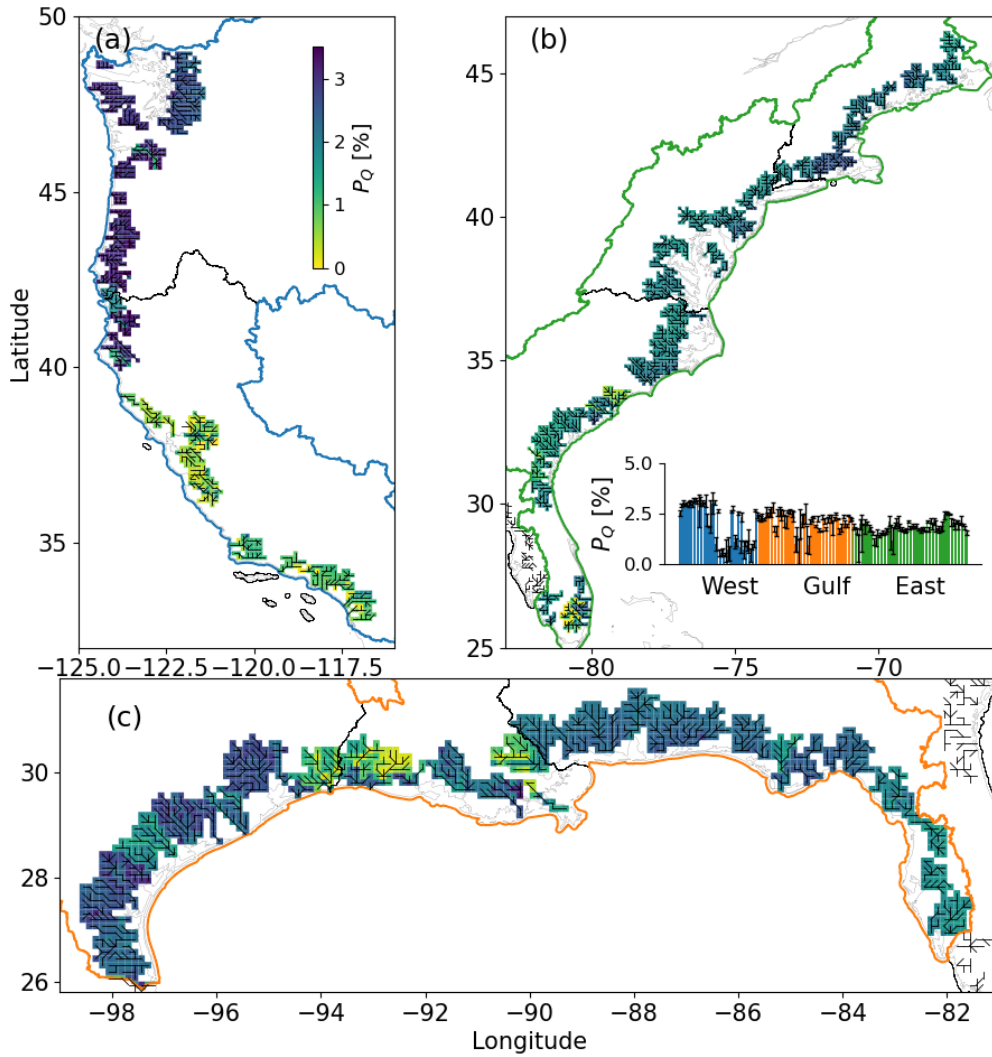 (a)
50
45
40
35
Latitude
3
2
1
0
P_Q [%]
−125.0 −122.5 −120.0 −117.5
(b)
45
40
35
30
25
−80 −75 −70
5.0
2.5
0.0
P_Q [%]
West Gulf East
(c)
30
28
26
−98 −96 −94 −92 −90 −88 −86 −84 −82
Longitude